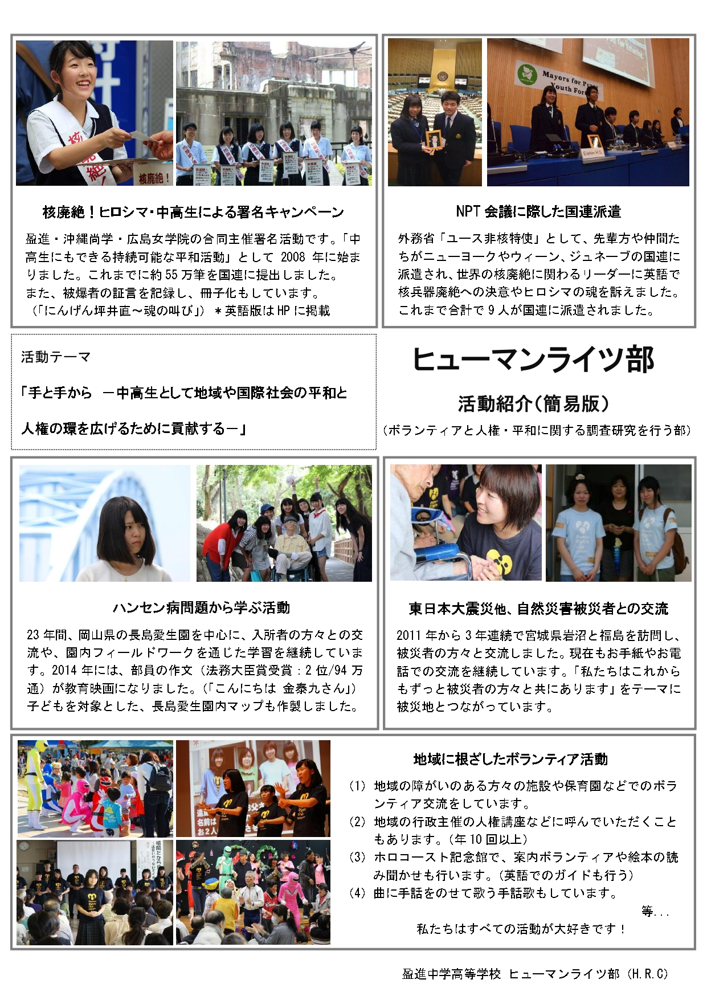 核廃絶!
Mayors for Peace
Youth For
Eishin H.S.
核廃絶!ヒロシマ・中高生による署名キャンペーン
盈進・沖縄尚学・広島女学院の合同主催署名活動です。「中
高生にもできる持続可能な平和活動」として 2008 年に始ま
りました。これまでに約 55 万筆を国連に提出しました。
また、被爆者の証言を記録し、冊子化もしています。
(「にんげん坪井直~魂の叫び」) *英語版は HP に掲載
NPT 会議に際した国連派遣
外務省「ユース非核特使」として、先輩方や仲間た
ちがニューヨークやウィーン、ジュネーブの国連に
派遣され、世界の核廃絶に関わるリーダーに英語で
核兵器廃絶への決意やヒロシマの魂を訴えました。
これまで合計で 9 人が国連に派遣されました。
活動テーマ
「手と手から －中高生として地域や国際社会の平和と
人権の環を広げるために貢献する－」
ヒューマンライツ部
活動紹介(簡易版)
(ボランティアと人権・平和に関する調査研究を行う部)
ハンセン病問題から学ぶ活動
23 年間、岡山県の長島愛生園を中心に、入所者の方々との交
流や、園内フィールドワークを通じた学習を継続していま
す。2014 年には、部員の作文(法務大臣賞受賞:2 位/94 万
通)が教育映画になりました。(「こんにちは 金泰九さん」)
子どもを対象とした、長島愛生園内マップも作製しました。
東日本大震災他、自然災害被災者との交流
2011 年から 3 年連続で宮城県岩沼と福島を訪問し、
被災者の方々と交流しました。現在もお手紙やお電
話での交流を継続しています。「私たちはこれから
もずっと被災者の方々と共にあります」をテーマに
被災地とつながっています。
地域に根ざしたボランティア活動
(1) 地域の障がいのある方々の施設や保育園などでのボラ
ンティア交流をしています。
(2) 地域の行政主催の人権講座などに呼んでいただくこと
もあります。(年 10 回以上)
(3) ホロコースト記念館で、案内ボランティアや絵本の読
み聞かせも行います。(英語でのガイドも行う)
(4) 曲に手話をのせて歌う手話歌もしています。
等...
私たちはすべての活動が大好きです!
盈進中学高等学校 ヒューマンライツ部 (H.R.C)